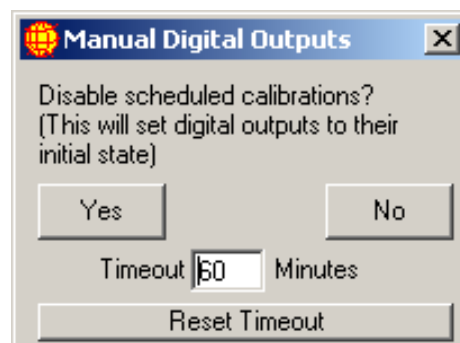 Manual Digital Outputs
Disable scheduled calibrations?
(This will set digital outputs to their
initial state)
Yes No
Timeout 60 Minutes
Reset Timeout